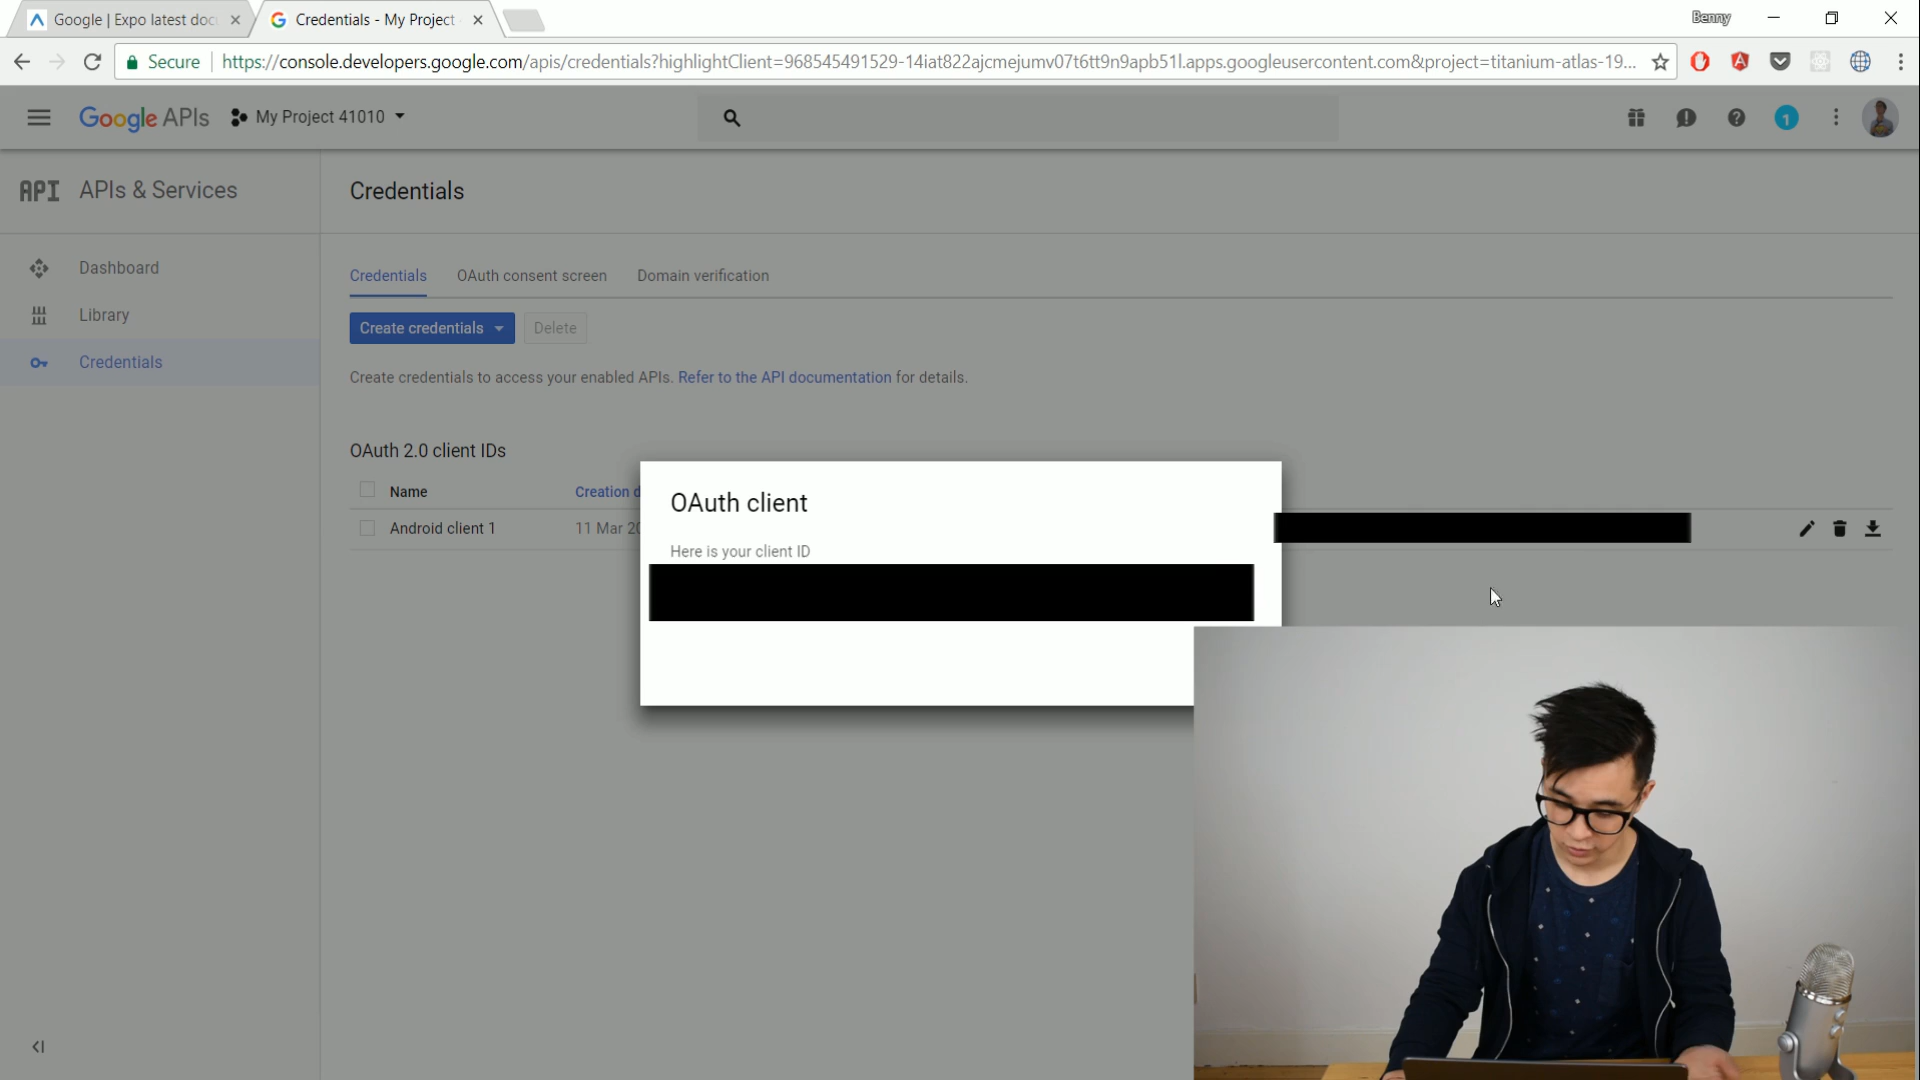 Google | Expo latest doc
Credentials - My Project
Benny
Secure
https://console.developers.google.com/apis/credentials?highlightClient=968545491529-14iat822ajcmejumv07t6tt9n9apb51l.apps.googleusercontent.com&project=titanium-atlas-19...
Google APIs
My Project 41010
1
API APIs & Services
Credentials
Dashboard
Library
Credentials
Credentials
OAuth consent screen
Domain verification
Create credentials
Delete
Create credentials to access your enabled APIs. Refer to the API documentation for details.
OAuth 2.0 client IDs
Name
Creation d
Android client 1
11 Mar 20
OAuth client
Here is your client ID